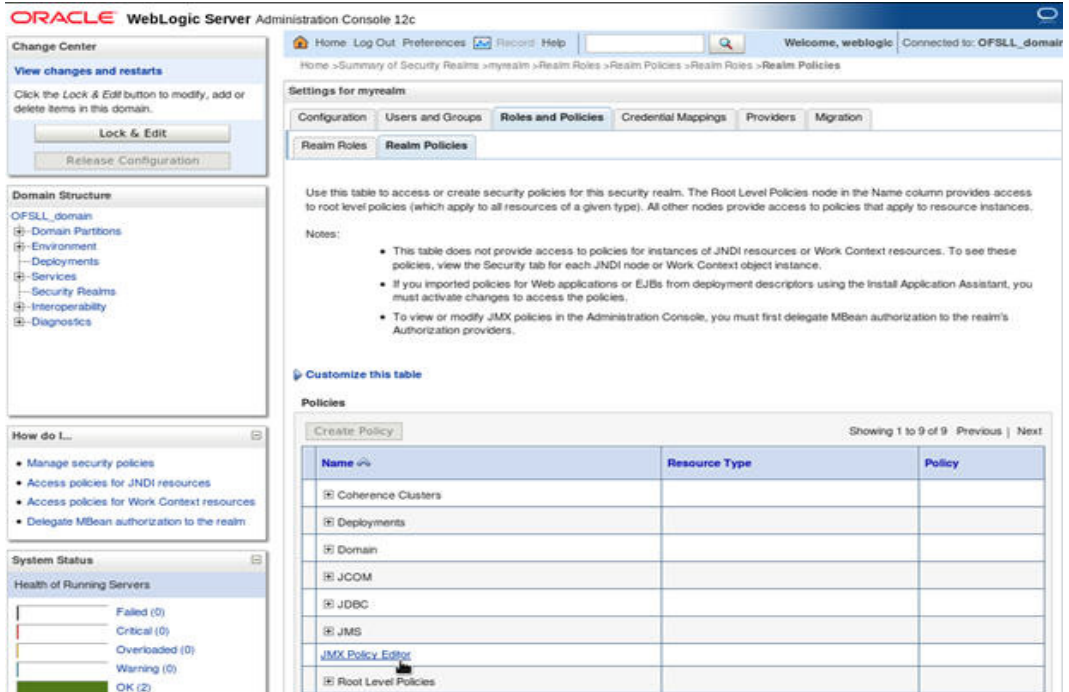 ORACLE WebLogic Server Administration Console 12c
Change Center
View changes and restarts
Click the Lock & Edit button to modify, add or
delete items in this domain.
Lock & Edit
Release Configuration
Domain Structure
OFSLL_domain
Domain Partitions
Environment
Deployments
Services
Security Realms
Interoperability
Diagnostics
How do I...
Manage security policies
Access policies for JNDI resources
Access policies for Work Context resources
Delegate MBean authorization to the realm
System Status
Health of Running Servers
Failed (0)
Critical (0)
Overloaded (0)
Warning (0)
OK (2)
Home Log Out Preferences Record Help
Welcome, weblogic Connected to: OFSLL_domain
Home >Summary of Security Realms >myrealm >Realm Roles >Realm Policies >Realm Roles >Realm Policies
Settings for myrealm
Configuration Users and Groups Roles and Policies Credential Mappings Providers Migration
Realm Roles Realm Policies
Use this table to access or create security policies for this security realm. The Root Level Policies node in the Name column provides access
to root level policies (which apply to all resources of a given type). All other nodes provide access to policies that apply to resource instances.
Notes:
• This table does not provide access to policies for instances of JNDI resources or Work Context resources. To see these
policies, view the Security tab for each JNDI node or Work Context object instance.
• If you imported policies for Web applications or EJBs from deployment descriptors using the Install Application Assistant, you
must activate changes to access the policies.
• To view or modify JMX policies in the Administration Console, you must first delegate MBean authorization to the realm's
Authorization providers.
Customize this table
Policies
Create Policy
Showing 1 to 9 of 9 Previous | Next
Name Resource Type Policy
Coherence Clusters
Deployments
Domain
JCOM
JDBC
JMS
JMX Policy Editor
Root Level Policies